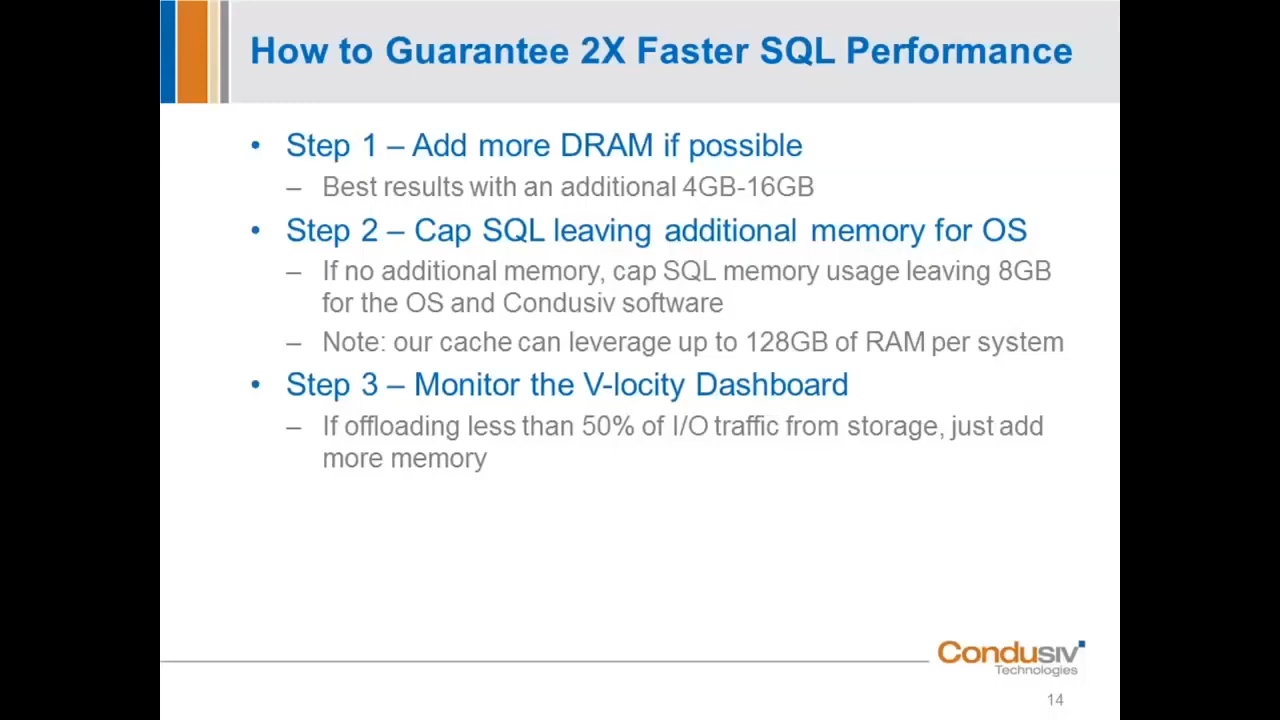 How to Guarantee 2X Faster SQL Performance
• Step 1 – Add more DRAM if possible
– Best results with an additional 4GB-16GB
• Step 2 – Cap SQL leaving additional memory for OS
– If no additional memory, cap SQL memory usage leaving 8GB
for the OS and Condusiv software
– Note: our cache can leverage up to 128GB of RAM per system
• Step 3 – Monitor the V-locity Dashboard
– If offloading less than 50% of I/O traffic from storage, just add
more memory
Condusiv
Technologies
14